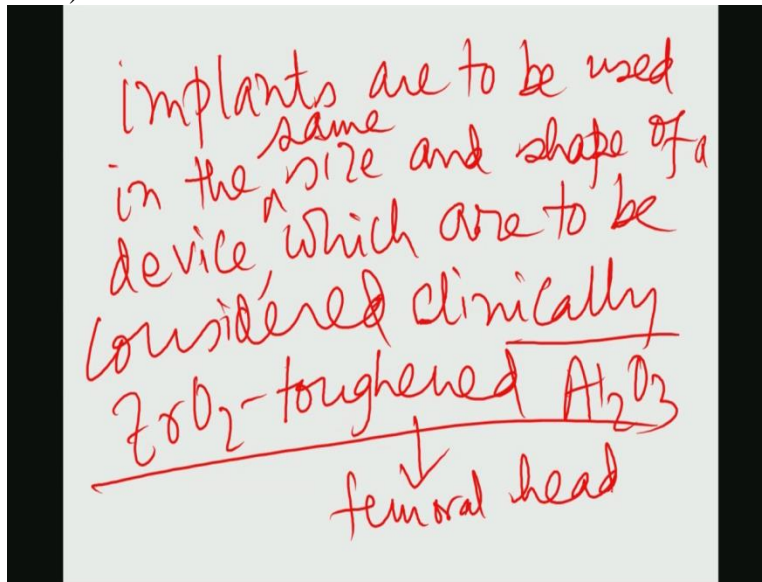 implants are to be used
in the same size and shape of a
device, which are to be
considered clinically
ZrO2-toughened Al2O3
femoral head